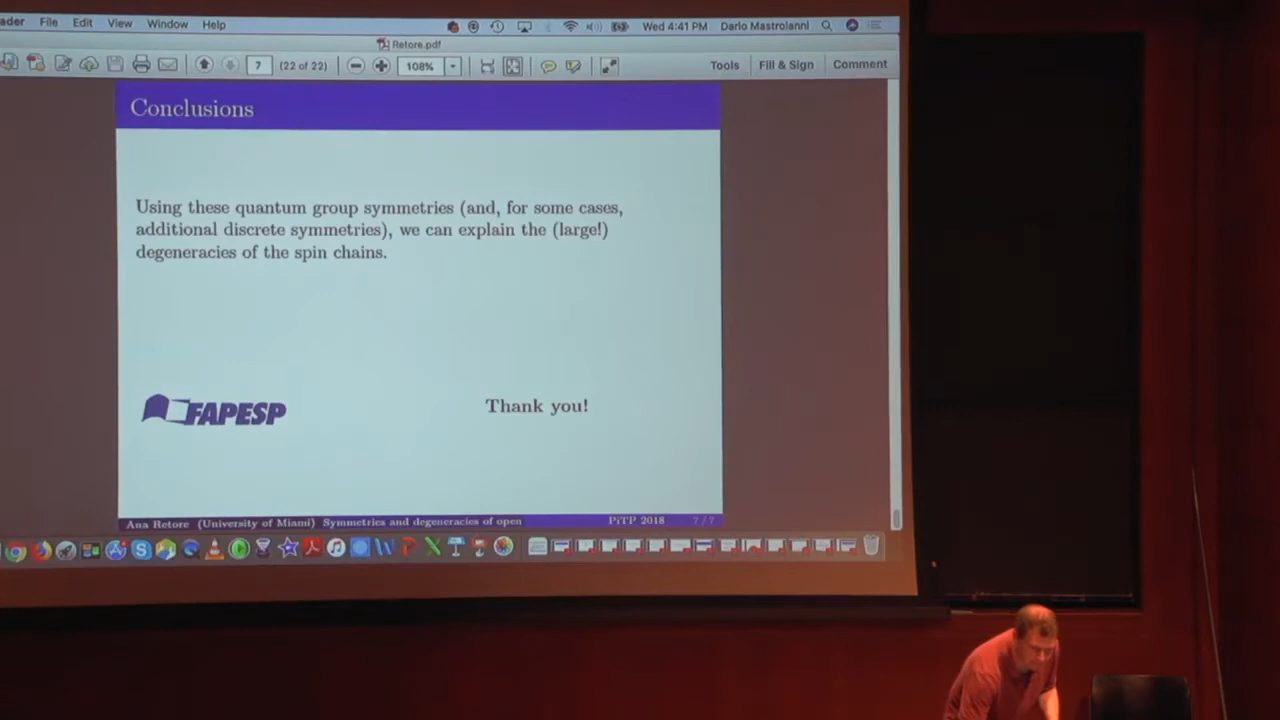 ader File Edit View Window Help Wed 4:41 PM Dario Mastroianni
Retore.pdf
7 (22 of 22) 108% Tools Fill & Sign Comment
Conclusions
Using these quantum group symmetries (and, for some cases,
additional discrete symmetries), we can explain the (large!)
degeneracies of the spin chains.
FAPESP
Thank you!
Ana Retore (University of Miami) Symmetries and degeneracies of open PiTP 2018 7 / 7